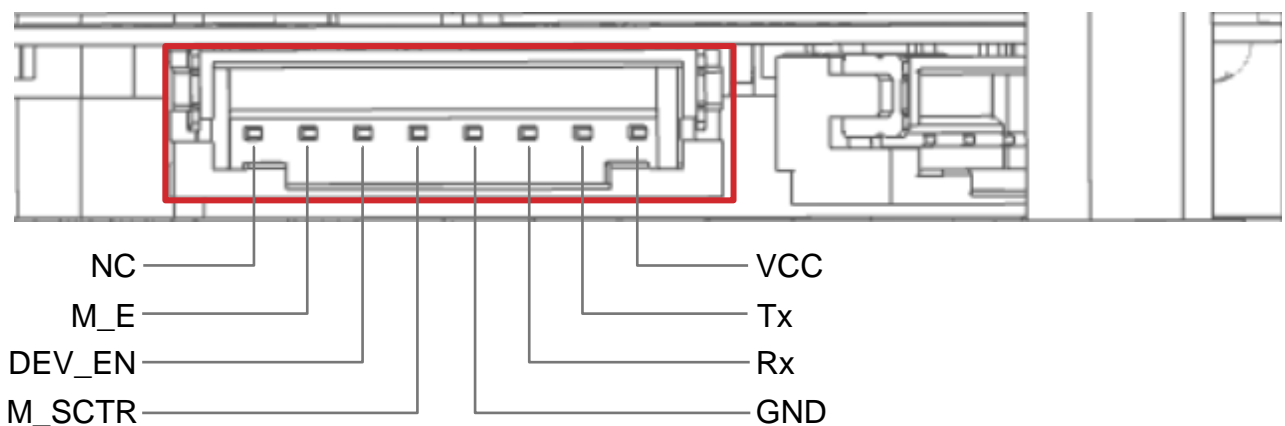 NC
M_E
DEV_EN
M_SCTR
VCC
Tx
Rx
GND